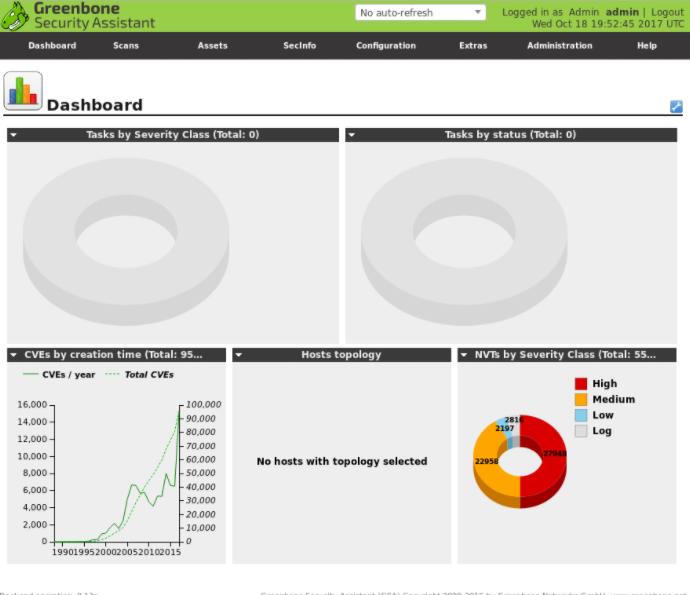 Greenbone
Security Assistant
No auto-refresh
Logged in as Admin admin | Logout
Wed Oct 18 19:52:45 2017 UTC
Dashboard Scans Assets SecInfo Configuration Extras Administration Help
Dashboard
Tasks by Severity Class (Total: 0)
Tasks by status (Total: 0)
CVEs by creation time (Total: 95...
CVEs / year Total CVEs
16,000
14,000
12,000
10,000
8,000
6,000
4,000
2,000
0
100,000
90,000
80,000
70,000
60,000
50,000
40,000
30,000
20,000
10,000
0
1990 1995 2000 2005 2010 2015
Hosts topology
No hosts with topology selected
NVTs by Severity Class (Total: 55...
High
Medium
Low
Log
2816
2197
22958